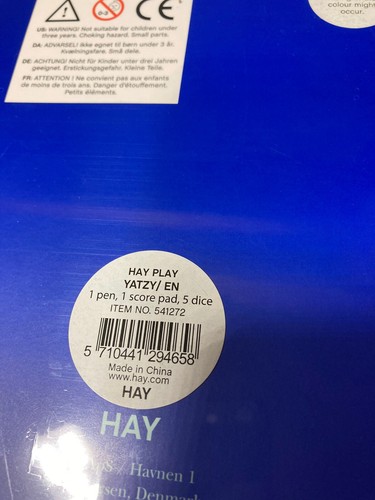 0-3
CE
colour might
occur.
UK: WARNING! Not suitable for children under
three years. Choking hazard. Small parts.
DA: ADVARSEL! Ikke egnet til børn under 3 år.
Kvælningsfare. Små dele.
DE: ACHTUNG! Nicht für Kinder unter drei Jahren
geeignet. Erstickungsgefahr. Kleine Teile.
FR: ATTENTION ! Ne convient pas aux enfants
de moins de trois ans. Danger d'étouffement.
Petits éléments.
HAY PLAY
YATZY/ EN
1 pen, 1 score pad, 5 dice
ITEM NO. 541272
5 710441 294658
Made in China
www.hay.com
HAY
HAY
/ Havnen 1
Denmark